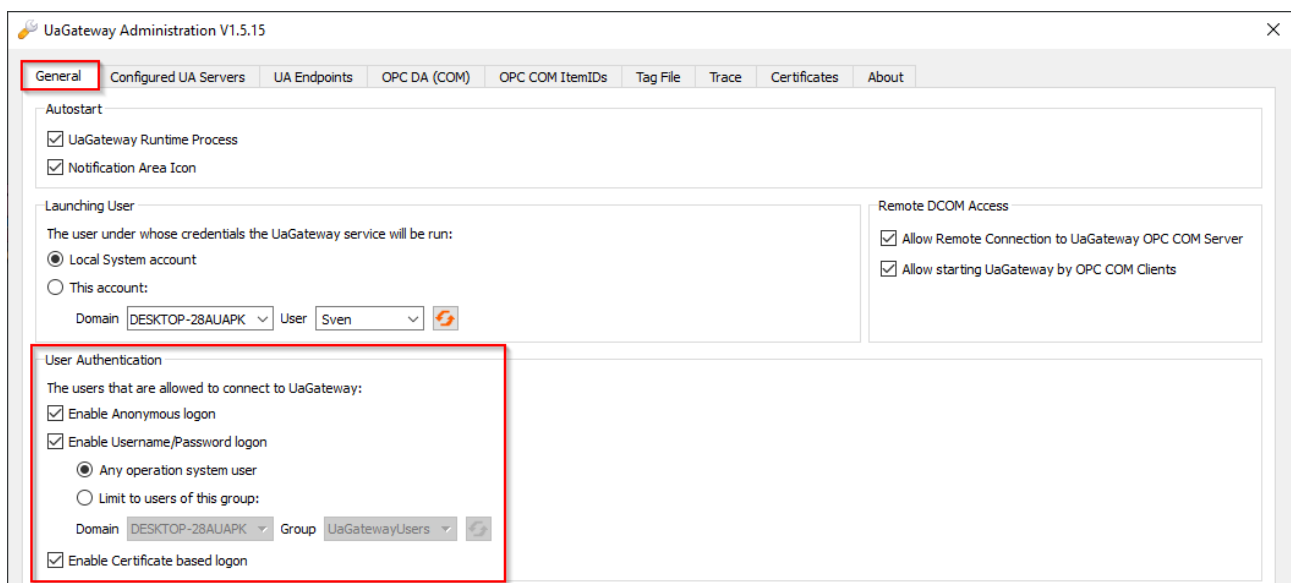 UaGateway Administration V1.5.15
General Configured UA Servers UA Endpoints OPC DA (COM) OPC COM ItemIDs Tag File Trace Certificates About
Autostart
UaGateway Runtime Process
Notification Area Icon
Launching User
The user under whose credentials the UaGateway service will be run:
Local System account
This account:
Domain DESKTOP-28AUAPK User Sven
Remote DCOM Access
Allow Remote Connection to UaGateway OPC COM Server
Allow starting UaGateway by OPC COM Clients
User Authentication
The users that are allowed to connect to UaGateway:
Enable Anonymous logon
Enable Username/Password logon
Any operation system user
Limit to users of this group:
Domain DESKTOP-28AUAPK Group UaGatewayUsers
Enable Certificate based logon